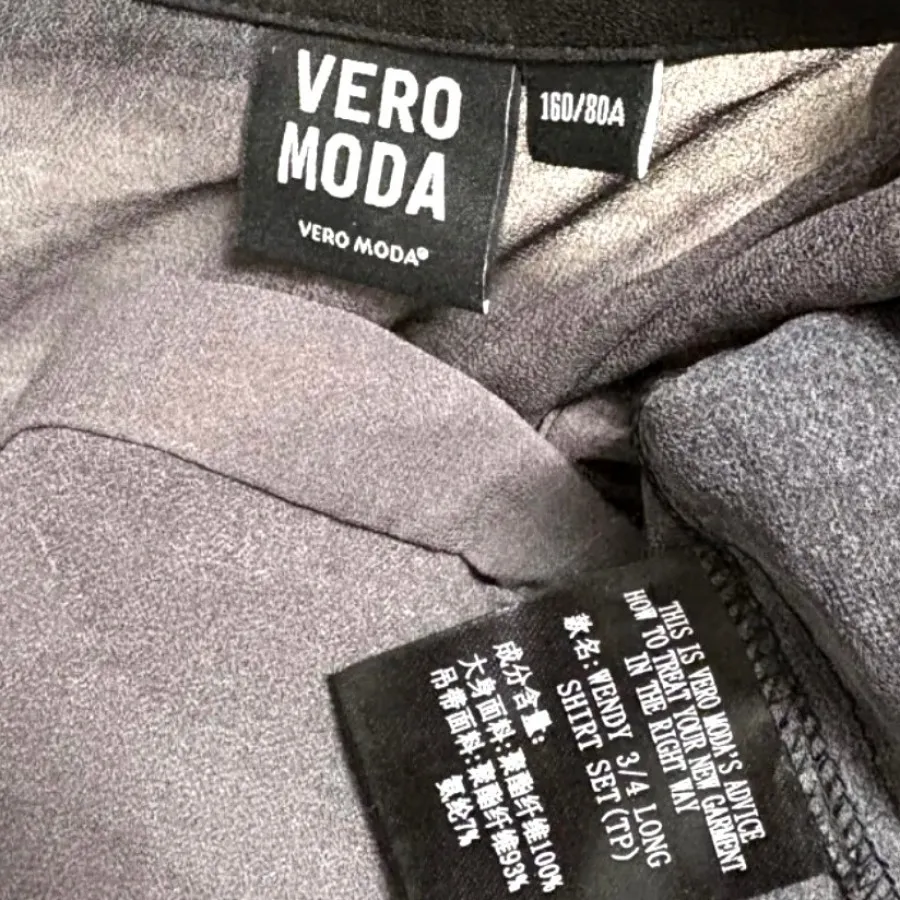 VERO
MODA
VERO MODA®
160/80A
THIS IS VERO MODA'S ADVICE
HOW TO TREAT YOUR NEW GARMENT
IN THE RIGHT WAY
款名:WENDY 3/4 LONG
SHIRT SET(TP)
成分含量:
大身面料:聚酯纤维100%
吊带面料:聚酯纤维93%
氨纶7%